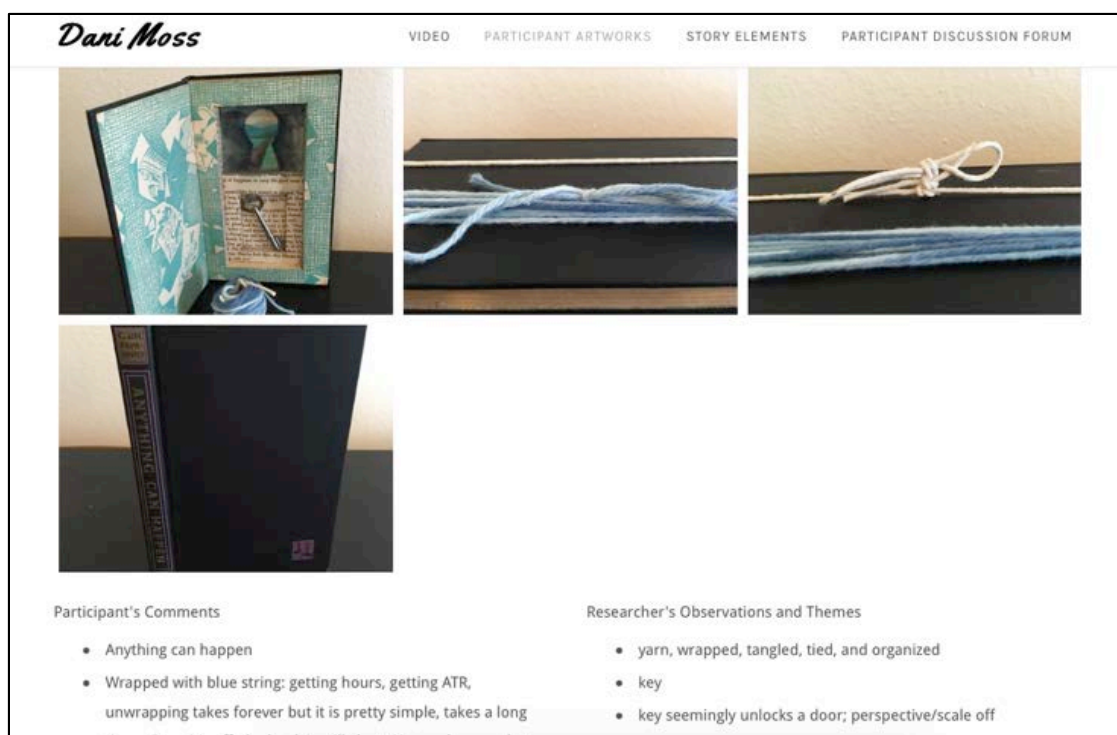 Dani Moss
VIDEO PARTICIPANT ARTWORKS STORY ELEMENTS PARTICIPANT DISCUSSION FORUM
ANYTHING CAN HAPPEN
Participant's Comments
Anything can happen
Wrapped with blue string: getting hours, getting ATR,
unwrapping takes forever but it is pretty simple, takes a long
Researcher's Observations and Themes
yarn, wrapped, tangled, tied, and organized
key
key seemingly unlocks a door; perspective/scale off